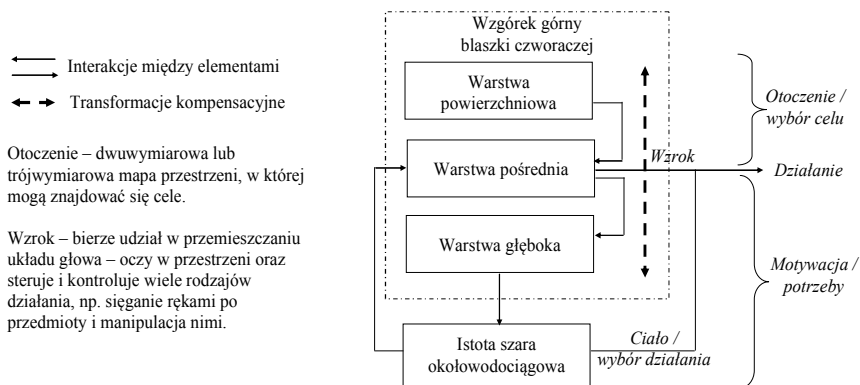 Interakcje między elementami
Transformacje kompensacyjne
Otoczenie – dwuwymiarowa lub
trójwymiarowa mapa przestrzeni, w której
mogą znajdować się cele.
Wzrok – bierze udział w przemieszczaniu
układu głowa – oczy w przestrzeni oraz
steruje i kontroluje wiele rodzajów
działania, np. sięganie rękami po
przedmioty i manipulacja nimi.
Wzgórek górny
blaszki czworaczej
Warstwa
powierzchniowa
Warstwa pośrednia
Warstwa głęboka
Istota szara
okołowodociągowa
Wzrok
Ciało /
wybór działania
Otoczenie /
wybór celu
Działanie
Motywacja /
potrzeby